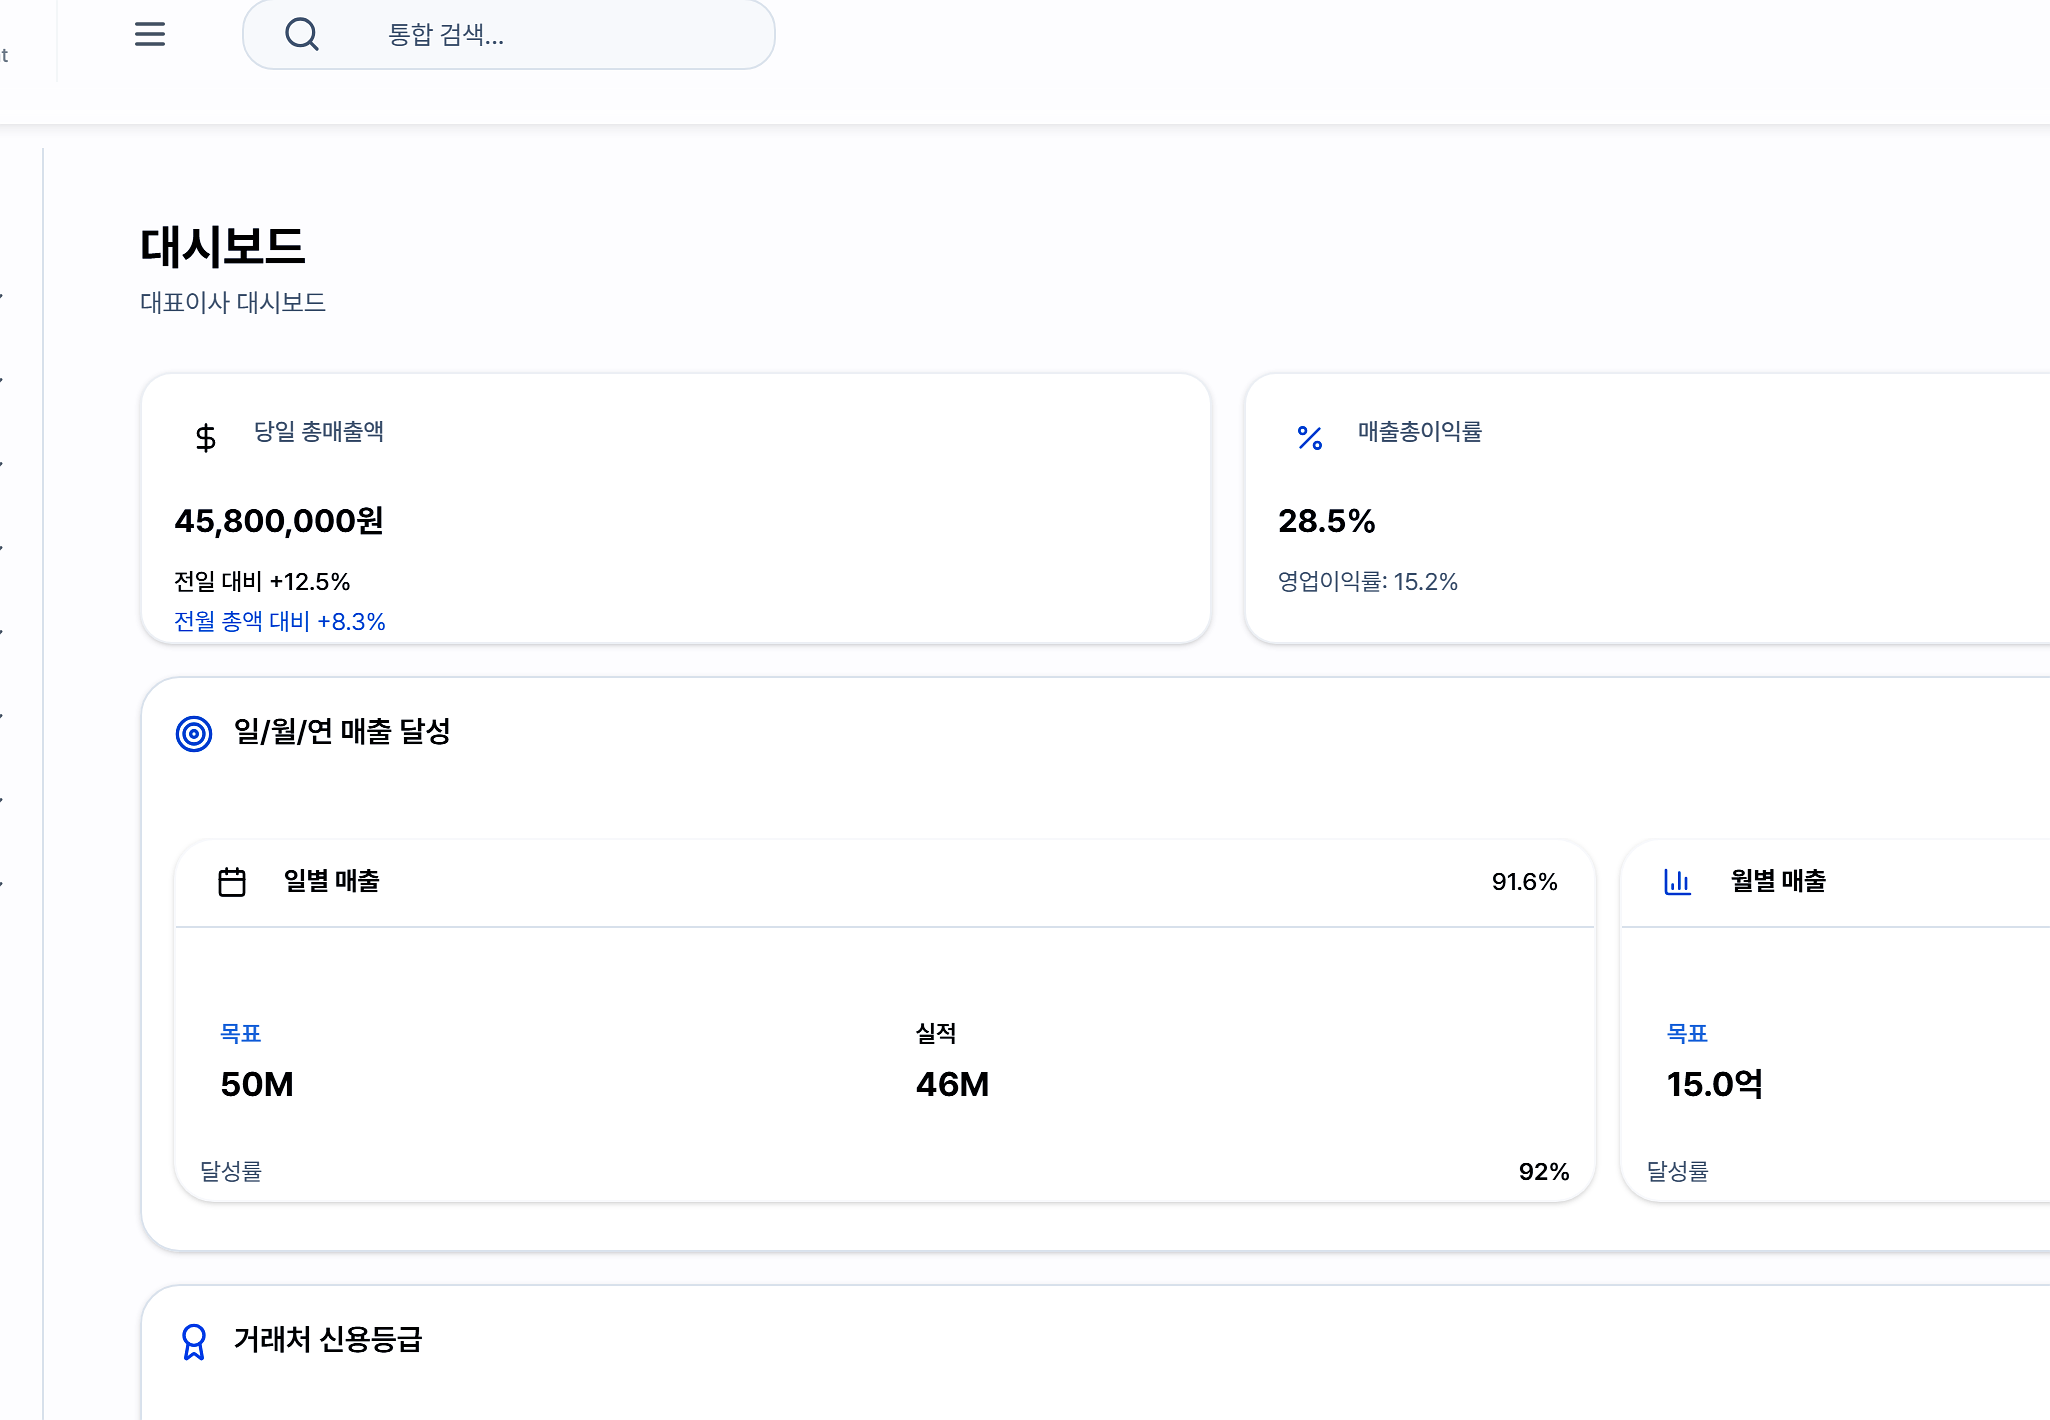 통합 검색...
대시보드
대표이사 대시보드
당일 총매출액
45,800,000원
전일 대비 +12.5%
전월 총액 대비 +8.3%
매출총이익률
28.5%
영업이익률: 15.2%
일/월/연 매출 달성
일별 매출
91.6%
목표
50M
실적
46M
달성률
92%
월별 매출
목표
15.0억
달성률
거래처 신용등급